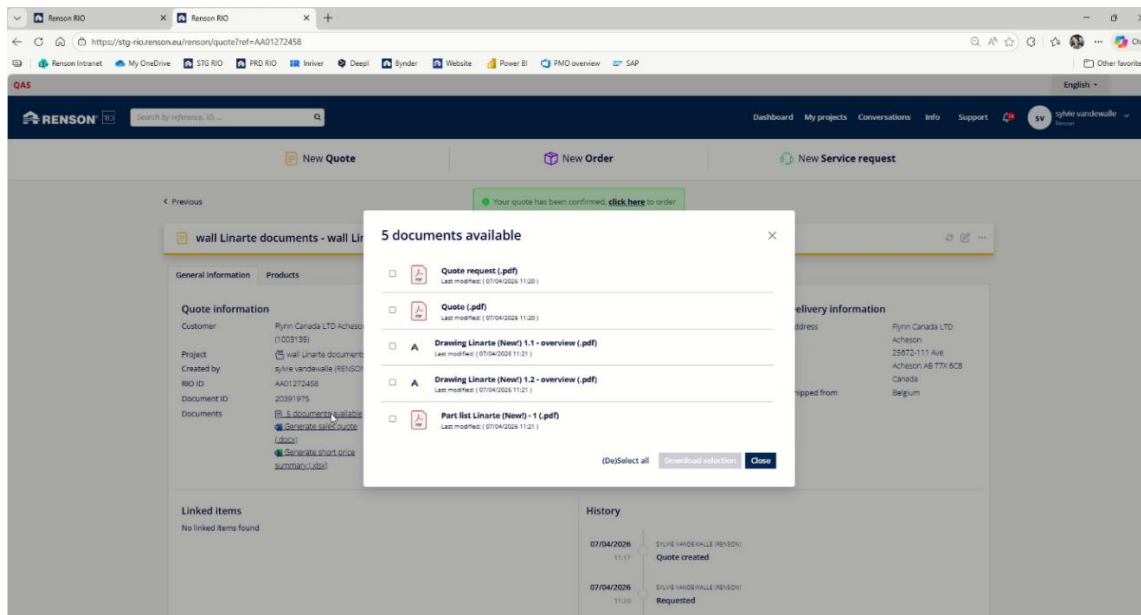 Renson RIO
Renson RIO
https://stg-rio.renson.eu/renson/quote?ref=AA01272458
Renson Intranet
My OneDrive
STG RIO
PRD RIO
Inriver
Deepl
Bynder
Website
Power BI
PMO overview
SAP
Other favorite
QAS
English
RENSON
Search by reference, ID, ...
Dashboard
My projects
Conversations
Info
Support
SV
sylvie vandewalle
Renson
New Quote
New Order
New Service request
Previous
Your quote has been confirmed, click here to order
wall Linarte documents - wall Lir
General information
Products
Quote information
Customer
Flynn Canada LTD Acheso
(1003135)
Project
wall Linarte document
Created by
sylvie vandewalle (RENSO
RIO ID
AA01272458
Document ID
20391975
Documents
5 documents available
Generate sales quote
(.docx)
Generate short price
summary (.xlsx)
5 documents available
Quote request (.pdf)
Last modified: ( 07/04/2026 11:20 )
Quote (.pdf)
Last modified: ( 07/04/2026 11:20 )
Drawing Linarte (New!) 1.1 - overview (.pdf)
Last modified: ( 07/04/2026 11:21 )
Drawing Linarte (New!) 1.2 - overview (.pdf)
Last modified: ( 07/04/2026 11:21 )
Part list Linarte (New!) - 1 (.pdf)
Last modified: ( 07/04/2026 11:21 )
(De)Select all
Download selection
Close
elivery information
ddress
Flynn Canada LTD
Acheson
25672-111 Ave
Acheson AB T7X 6C8
Canada
hipped from
Belgium
Linked items
No linked items found
History
07/04/2026
11:17
SYLVIE VANDEWALLE (RENSON)
Quote created
07/04/2026
11:20
SYLVIE VANDEWALLE (RENSON)
Requested